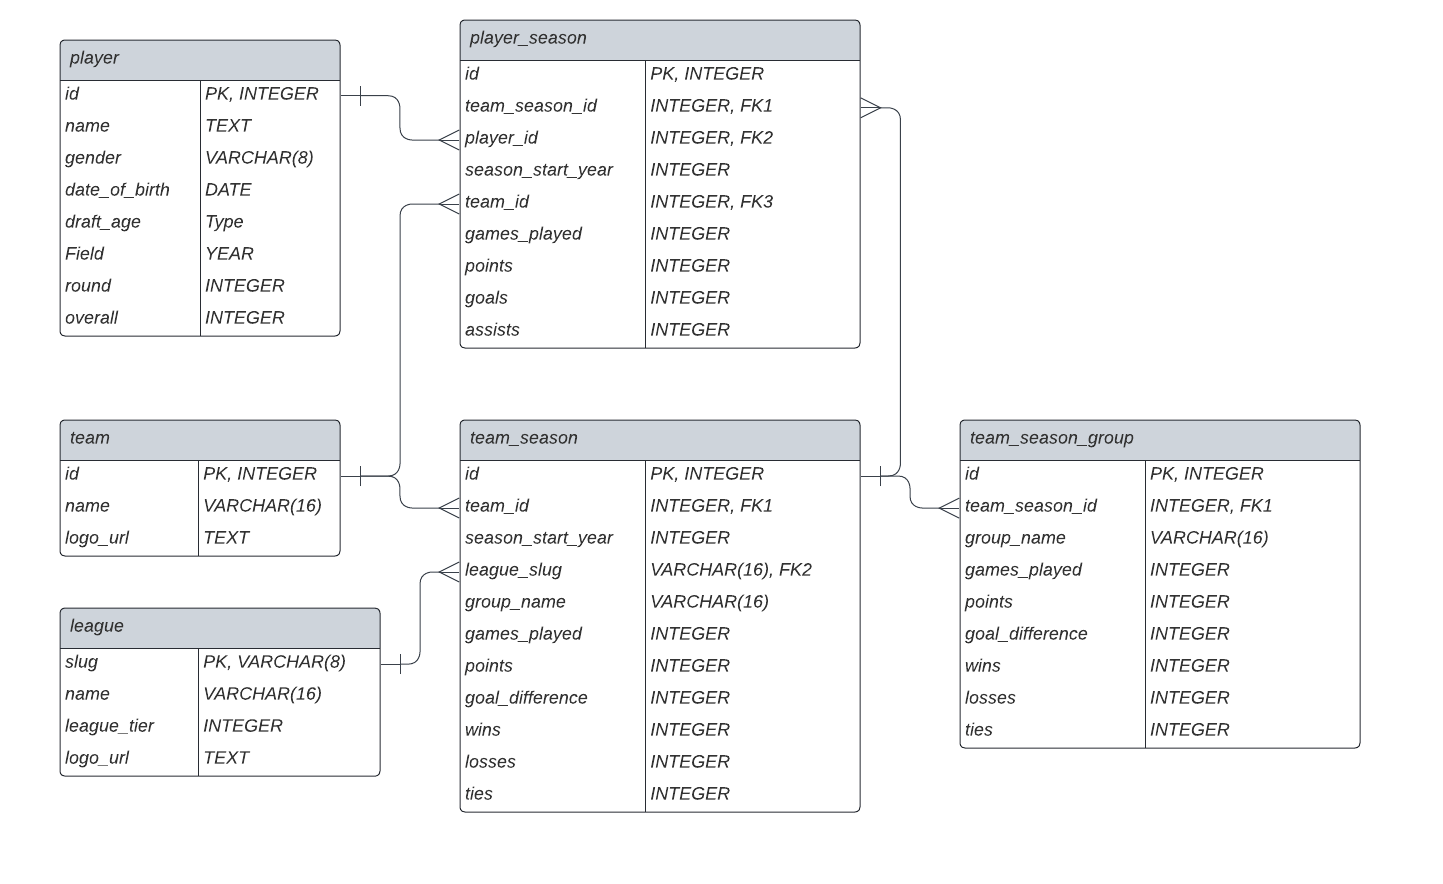 player
id PK, INTEGER
name TEXT
gender VARCHAR(8)
date_of_birth DATE
draft_age Type
Field YEAR
round INTEGER
overall INTEGER
player_season
id PK, INTEGER
team_season_id INTEGER, FK1
player_id INTEGER, FK2
season_start_year INTEGER
team_id INTEGER, FK3
games_played INTEGER
points INTEGER
goals INTEGER
assists INTEGER
team
id PK, INTEGER
name VARCHAR(16)
logo_url TEXT
league
slug PK, VARCHAR(8)
name VARCHAR(16)
league_tier INTEGER
logo_url TEXT
team_season
id PK, INTEGER
team_id INTEGER, FK1
season_start_year INTEGER
league_slug VARCHAR(16), FK2
group_name VARCHAR(16)
games_played INTEGER
points INTEGER
goal_difference INTEGER
wins INTEGER
losses INTEGER
ties INTEGER
team_season_group
id PK, INTEGER
team_season_id INTEGER, FK1
group_name VARCHAR(16)
games_played INTEGER
points INTEGER
goal_difference INTEGER
wins INTEGER
losses INTEGER
ties INTEGER